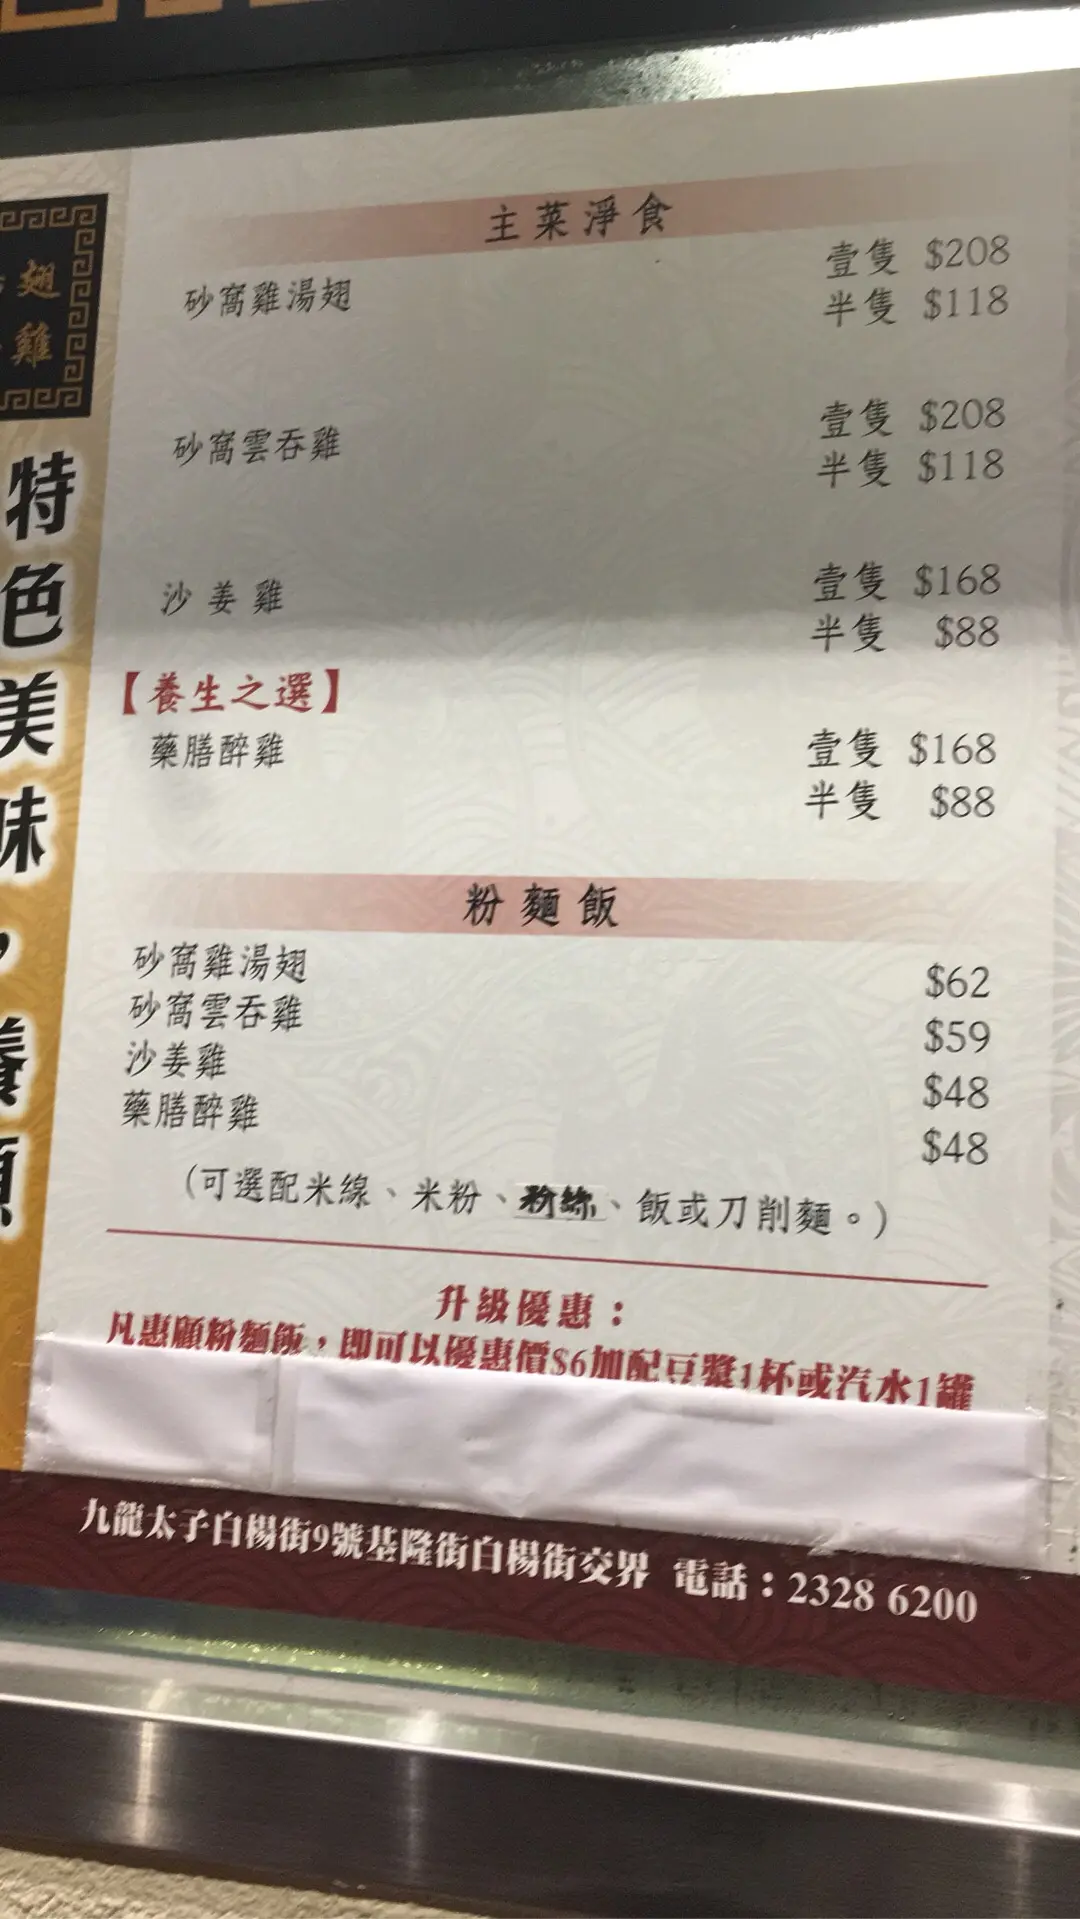 翅
雞
特色美味，養顏
主菜淨食
砂窩雞湯翅 壹隻 $208
半隻 $118
砂窩雲吞雞 壹隻 $208
半隻 $118
沙姜雞 壹隻 $168
半隻 $88
【養生之選】
藥膳醉雞 壹隻 $168
半隻 $88
粉麵飯
砂窩雞湯翅 $62
砂窩雲吞雞 $59
沙姜雞 $48
藥膳醉雞 $48
(可選配米線、米粉、粉絲、飯或刀削麵。)
升級優惠：
凡惠顧粉麵飯，即可以優惠價$6加配豆漿1杯或汽水1罐
九龍太子白楊街9號基隆街白楊街交界 電話：2328 6200